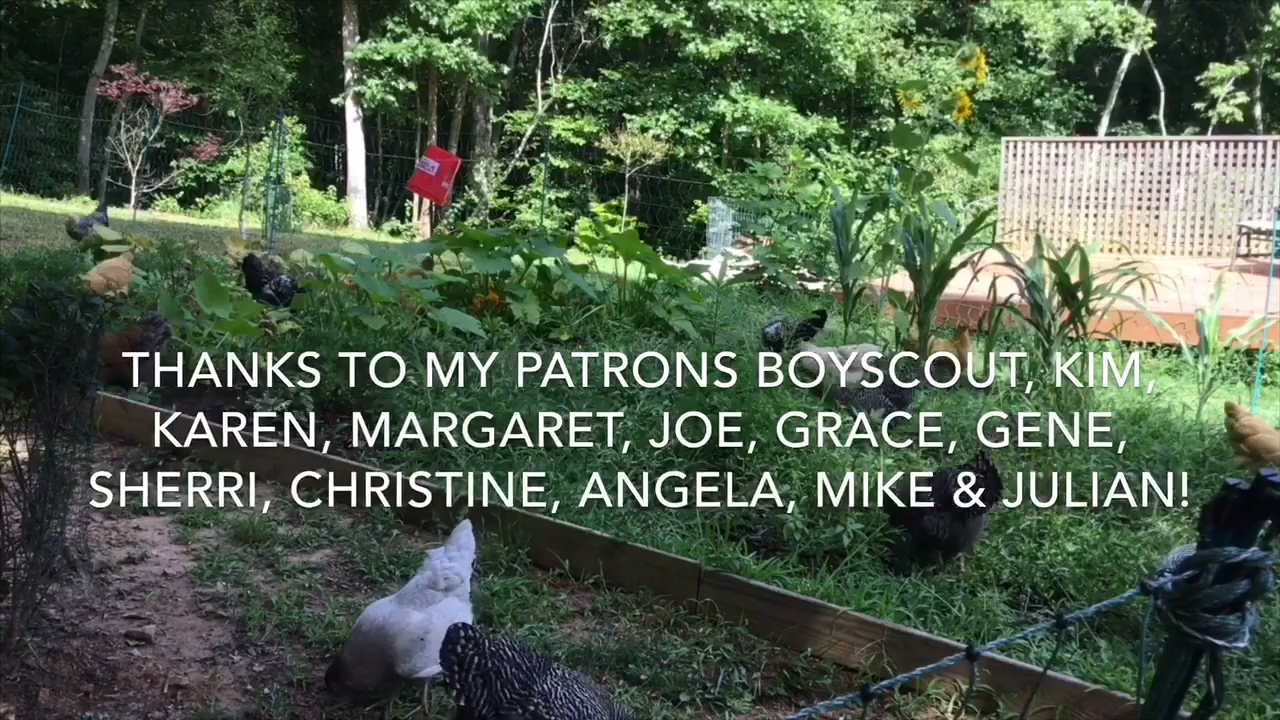 THANKS TO MY PATRONS BOYSCOUT, KIM,
KAREN, MARGARET, JOE, GRACE, GENE,
SHERRI, CHRISTINE, ANGELA, MIKE & JULIAN!